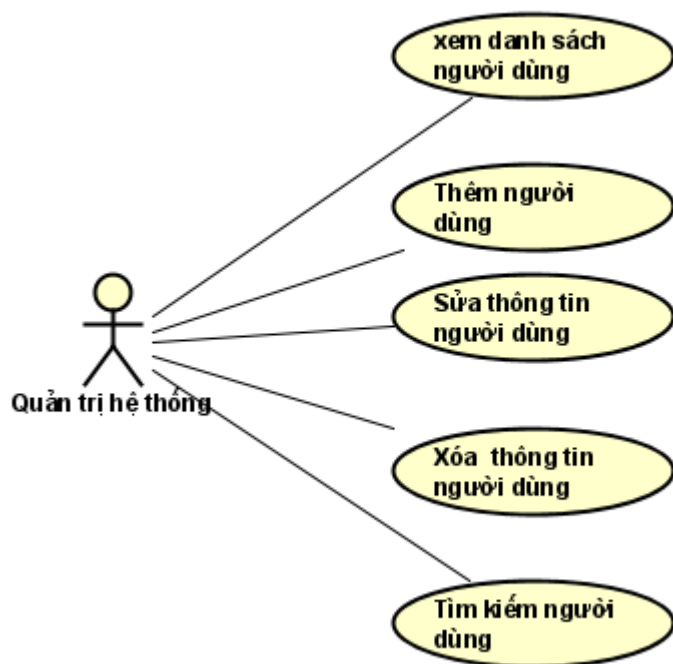 xem danh sách
người dùng
Thêm người
dùng
Sửa thông tin
người dùng
Quản trị hệ thống
Xóa  thông tin
người dùng
Tìm kiếm người
dùng